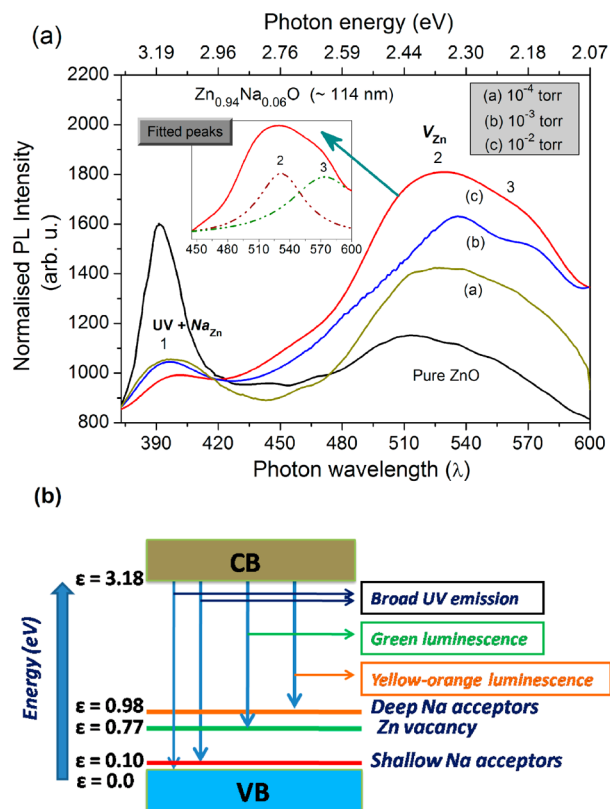 Photon energy (eV)
(a)
3.19 2.96 2.76 2.59 2.44 2.30 2.18 2.07
2200
2000
1800
1600
1400
1200
1000
800
Normalised PL Intensity
(arb. u.)
Zn0.94Na0.06O (~ 114 nm)
Fitted peaks
2
3
450 480 510 540 570 600
(a) 10-4 torr
(b) 10-3 torr
(c) 10-2 torr
VZn
2
3
(c)
(b)
(a)
UV + NaZn
1
Pure ZnO
390 420 450 480 510 540 570 600
Photon wavelength (λ)
(b)
Energy (eV)
CB
ε = 3.18
Broad UV emission
Green luminescence
Yellow-orange luminescence
ε = 0.98 Deep Na acceptors
ε = 0.77 Zn vacancy
ε = 0.10 Shallow Na acceptors
ε = 0.0
VB